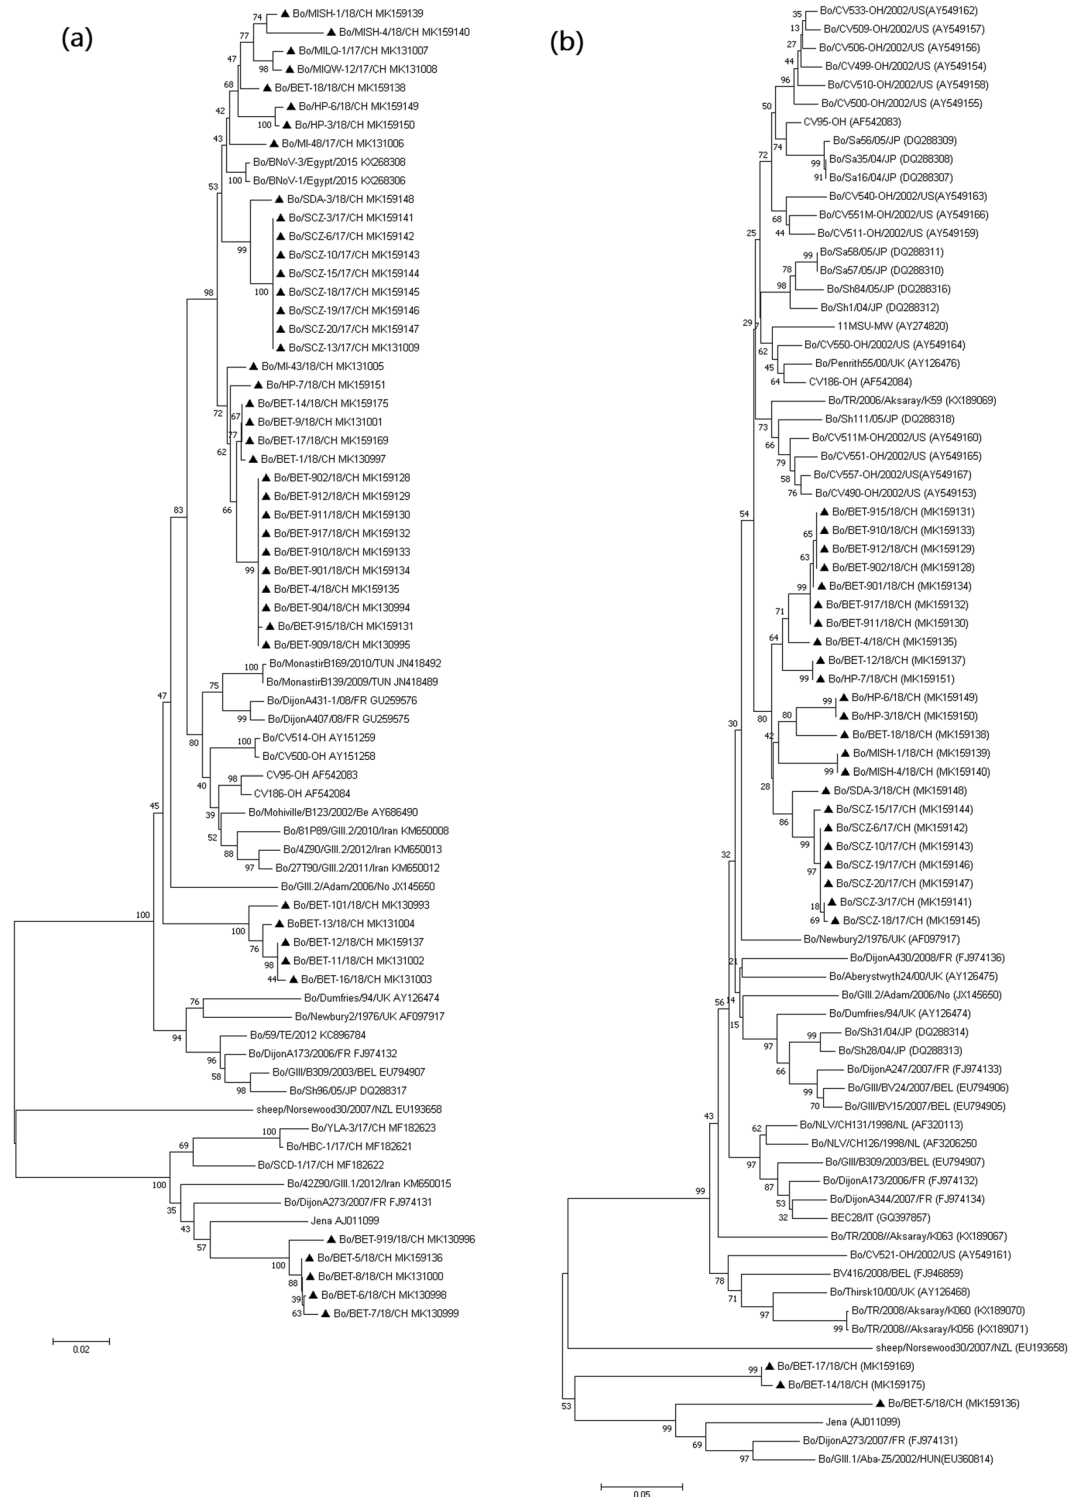 (a)
▲ Bo/MISH-1/18/CH MK159139
▲ Bo/MISH-4/18/CH MK159140
▲ Bo/MILQ-1/17/CH MK131007
▲ Bo/MIQW-12/17/CH MK131008
▲ Bo/BET-18/18/CH MK159138
▲ Bo/HP-6/18/CH MK159149
▲ Bo/HP-3/18/CH MK159150
▲ Bo/MI-48/17/CH MK131006
Bo/BNoV-3/Egypt/2015 KX268308
Bo/BNoV-1/Egypt/2015 KX268306
▲ Bo/SDA-3/18/CH MK159148
▲ Bo/SCZ-3/17/CH MK159141
▲ Bo/SCZ-6/17/CH MK159142
▲ Bo/SCZ-10/17/CH MK159143
▲ Bo/SCZ-15/17/CH MK159144
▲ Bo/SCZ-18/17/CH MK159145
▲ Bo/SCZ-19/17/CH MK159146
▲ Bo/SCZ-20/17/CH MK159147
▲ Bo/SCZ-13/17/CH MK131009
▲ Bo/MI-43/18/CH MK131005
▲ Bo/HP-7/18/CH MK159151
▲ Bo/BET-14/18/CH MK159175
▲ Bo/BET-9/18/CH MK131001
▲ Bo/BET-17/18/CH MK159169
▲ Bo/BET-1/18/CH MK130997
▲ Bo/BET-902/18/CH MK159128
▲ Bo/BET-912/18/CH MK159129
▲ Bo/BET-911/18/CH MK159130
▲ Bo/BET-917/18/CH MK159132
▲ Bo/BET-910/18/CH MK159133
▲ Bo/BET-901/18/CH MK159134
▲ Bo/BET-4/18/CH MK159135
▲ Bo/BET-904/18/CH MK130994
▲ Bo/BET-915/18/CH MK159131
▲ Bo/BET-909/18/CH MK130995
Bo/MonastirB169/2010/TUN JN418492
Bo/MonastirB139/2009/TUN JN418489
Bo/DijonA431-1/08/FR GU259576
Bo/DijonA407/08/FR GU259575
Bo/CV514-OH AY151259
Bo/CV500-OH AY151258
CV95-OH AF542083
CV186-OH AF542084
Bo/Mohiville/B123/2002/Be AY686490
Bo/81P89/GIII.2/2010/Iran KM650008
Bo/4Z90/GIII.2/2012/Iran KM650013
Bo/27T90/GIII.2/2011/Iran KM650012
Bo/GIII.2/Adam/2006/No JX145650
▲ Bo/BET-101/18/CH MK130993
▲ BoBET-13/18/CH MK131004
▲ Bo/BET-12/18/CH MK159137
▲ Bo/BET-11/18/CH MK131002
▲ Bo/BET-16/18/CH MK131003
Bo/Dumfries/94/UK AY126474
Bo/Newbury2/1976/UK AF097917
Bo/59/TE/2012 KC896784
Bo/DijonA173/2006/FR FJ974132
Bo/GIII/B309/2003/BEL EU794907
Bo/Sh96/05/JP DQ288317
sheep/Norsewood30/2007/NZL EU193658
Bo/YLA-3/17/CH MF182623
Bo/HBC-1/17/CH MF182621
Bo/SCD-1/17/CH MF182622
Bo/42Z90/GIII.1/2012/Iran KM650015
Bo/DijonA273/2007/FR FJ974131
Jena AJ011099
▲ Bo/BET-919/18/CH MK130996
▲ Bo/BET-5/18/CH MK159136
▲ Bo/BET-8/18/CH MK131000
▲ Bo/BET-6/18/CH MK130998
▲ Bo/BET-7/18/CH MK130999
74
77
98
47
68
100
42
43
100
53
99
100
98
67
77
72
62
66
99
83
100
75
99
80
100
98
40
39
52
88
97
47
45
100
76
98
44
100
76
94
96
58
98
100
69
100
35
43
57
100
88
39
63
0.02
(b)
Bo/CV533-OH/2002/US(AY549162)
Bo/CV509-OH/2002/US (AY549157)
Bo/CV506-OH/2002/US (AY549156)
Bo/CV499-OH/2002/US (AY549154)
Bo/CV510-OH/2002/US (AY549158)
Bo/CV500-OH/2002/US (AY549155)
CV95-OH (AF542083)
Bo/Sa56/05/JP (DQ288309)
Bo/Sa35/04/JP (DQ288308)
Bo/Sa16/04/JP (DQ288307)
Bo/CV540-OH/2002/US(AY549163)
Bo/CV551M-OH/2002/US (AY549166)
Bo/CV511-OH/2002/US (AY549159)
Bo/Sa58/05/JP (DQ288311)
Bo/Sa57/05/JP (DQ288310)
Bo/Sh84/05/JP (DQ288316)
Bo/Sh1/04/JP (DQ288312)
11MSU-MW (AY274820)
Bo/CV550-OH/2002/US (AY549164)
Bo/Penrith55/00/UK (AY126476)
CV186-OH (AF542084)
Bo/TR/2006/Aksaray/K59 (KX189069)
Bo/Sh111/05/JP (DQ288318)
Bo/CV511M-OH/2002/US (AY549160)
Bo/CV551-OH/2002/US (AY549165)
Bo/CV557-OH/2002/US(AY549167)
Bo/CV490-OH/2002/US (AY549153)
▲ Bo/BET-915/18/CH (MK159131)
▲ Bo/BET-910/18/CH (MK159133)
▲ Bo/BET-912/18/CH (MK159129)
▲ Bo/BET-902/18/CH (MK159128)
▲ Bo/BET-901/18/CH (MK159134)
▲ Bo/BET-917/18/CH (MK159132)
▲ Bo/BET-911/18/CH (MK159130)
▲ Bo/BET-4/18/CH (MK159135)
▲ Bo/BET-12/18/CH (MK159137)
▲ Bo/HP-7/18/CH (MK159151)
▲ Bo/HP-6/18/CH (MK159149)
▲ Bo/HP-3/18/CH (MK159150)
▲ Bo/BET-18/18/CH (MK159138)
▲ Bo/MISH-1/18/CH (MK159139)
▲ Bo/MISH-4/18/CH (MK159140)
▲ Bo/SDA-3/18/CH (MK159148)
▲ Bo/SCZ-15/17/CH (MK159144)
▲ Bo/SCZ-6/17/CH (MK159142)
▲ Bo/SCZ-10/17/CH (MK159143)
▲ Bo/SCZ-19/17/CH (MK159146)
▲ Bo/SCZ-20/17/CH (MK159147)
▲ Bo/SCZ-3/17/CH (MK159141)
▲ Bo/SCZ-18/17/CH (MK159145)
Bo/Newbury2/1976/UK (AF097917)
Bo/DijonA430/2008/FR (FJ974136)
Bo/Aberystwyth24/00/UK (AY126475)
Bo/GIII.2/Adam/2006/No (JX145650)
Bo/Dumfries/94/UK (AY126474)
Bo/Sh31/04/JP (DQ288314)
Bo/Sh28/04/JP (DQ288313)
Bo/DijonA247/2007/FR (FJ974133)
Bo/GIII/BV24/2007/BEL (EU794906)
Bo/GIII/BV15/2007/BEL (EU794905)
Bo/NLV/CH131/1998/NL (AF320113)
Bo/NLV/CH126/1998/NL (AF3206250
Bo/GIII/B309/2003/BEL (EU794907)
Bo/DijonA173/2006/FR (FJ974132)
Bo/DijonA344/2007/FR (FJ974134)
BEC28/IT (GQ397857)
Bo/TR/2008//Aksaray/K063 (KX189067)
Bo/CV521-OH/2002/US (AY549161)
BV416/2008/BEL (FJ946859)
Bo/Thirsk10/00/UK (AY126468)
Bo/TR/2008/Aksaray/K060 (KX189070)
Bo/TR/2008//Aksaray/K056 (KX189071)
sheep/Norsewood30/2007/NZL (EU193658)
▲ Bo/BET-17/18/CH (MK159169)
▲ Bo/BET-14/18/CH (MK159175)
▲ Bo/BET-5/18/CH (MK159136)
Jena (AJ011099)
Bo/DijonA273/2007/FR (FJ974131)
Bo/GIII.1/Aba-Z5/2002/HUN(EU360814)
35
13
27
44
96
50
74
99
91
72
68
44
25
99
78
98
29
7
62
45
64
73
66
79
58
76
54
65
63
99
71
64
99
80
99
80
42
99
28
86
99
97
18
69
30
32
21
14
15
97
99
66
99
70
56
62
97
87
53
32
43
99
78
71
97
99
99
53
99
69
97
0.05